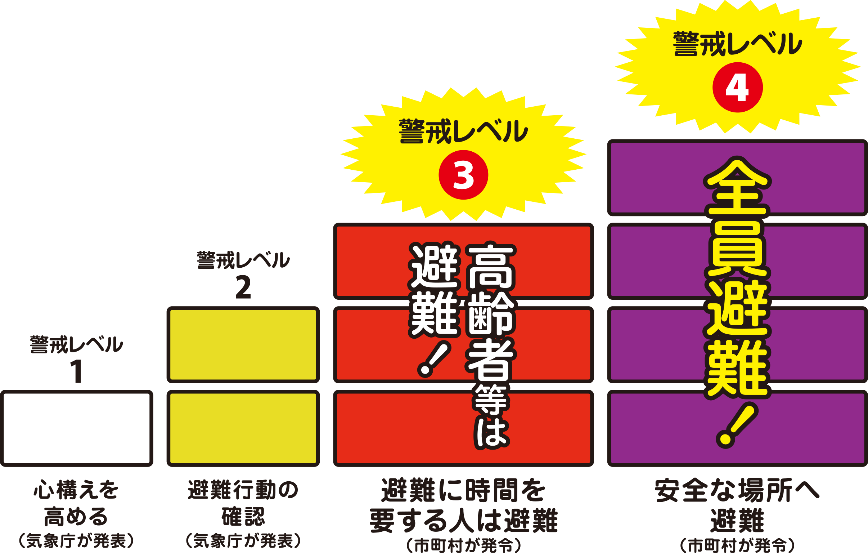 警戒レベル
1
心構えを
高める
（気象庁が発表）
警戒レベル
2
避難行動の
確認
（気象庁が発表）
警戒レベル
3
高齢者等は
避難！
避難に時間を
要する人は避難
（市町村が発令）
警戒レベル
4
全員避難！
安全な場所へ
避難
（市町村が発令）